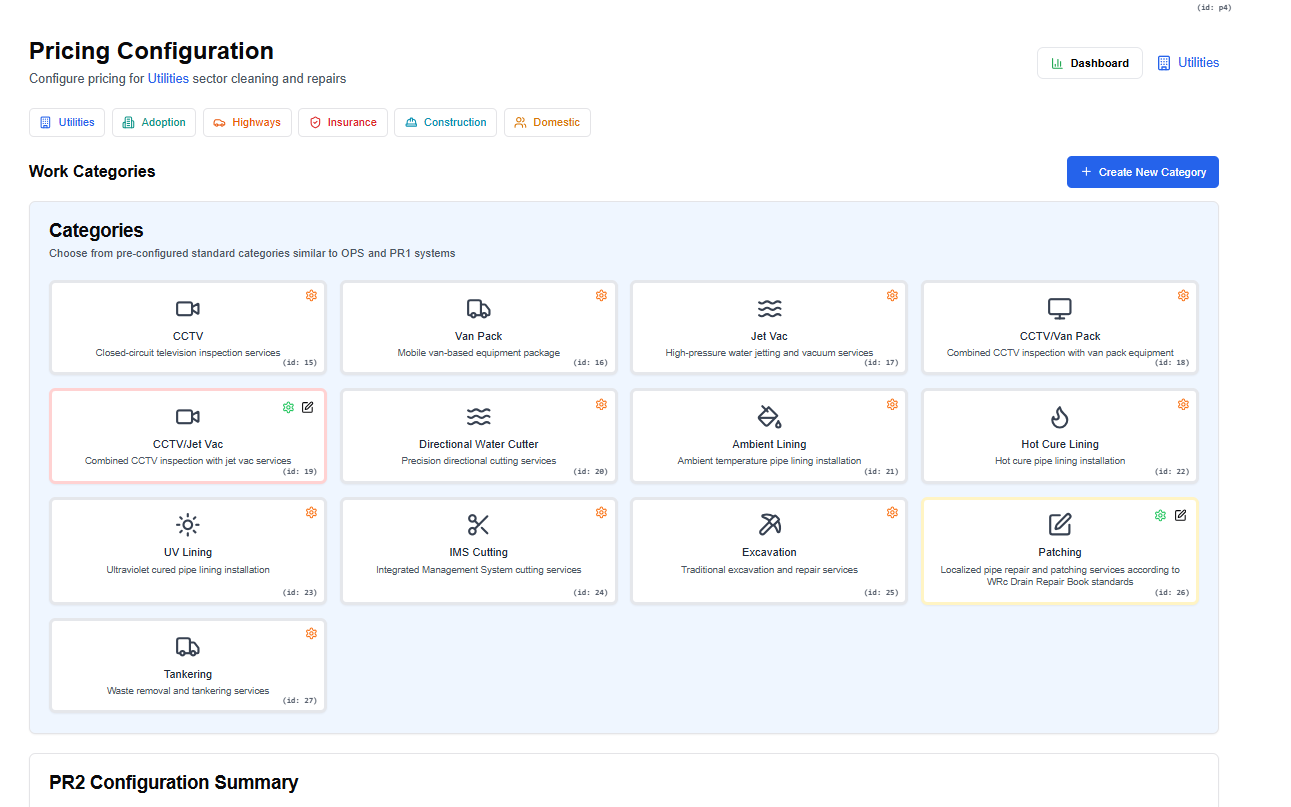 (id: p4)
Pricing Configuration
Configure pricing for Utilities sector cleaning and repairs
Dashboard
Utilities
Utilities
Adoption
Highways
Insurance
Construction
Domestic
Work Categories
+ Create New Category
Categories
Choose from pre-configured standard categories similar to OPS and PR1 systems
CCTV
Closed-circuit television inspection services
(id: 15)
Van Pack
Mobile van-based equipment package
(id: 16)
Jet Vac
High-pressure water jetting and vacuum services
(id: 17)
CCTV/Van Pack
Combined CCTV inspection with van pack equipment
(id: 18)
CCTV/Jet Vac
Combined CCTV inspection with jet vac services
(id: 19)
Directional Water Cutter
Precision directional cutting services
(id: 20)
Ambient Lining
Ambient temperature pipe lining installation
(id: 21)
Hot Cure Lining
Hot cure pipe lining installation
(id: 22)
UV Lining
Ultraviolet cured pipe lining installation
(id: 23)
IMS Cutting
Integrated Management System cutting services
(id: 24)
Excavation
Traditional excavation and repair services
(id: 25)
Patching
Localized pipe repair and patching services according to
WRc Drain Repair Book standards
(id: 26)
Tankering
Waste removal and tankering services
(id: 27)
PR2 Configuration Summary